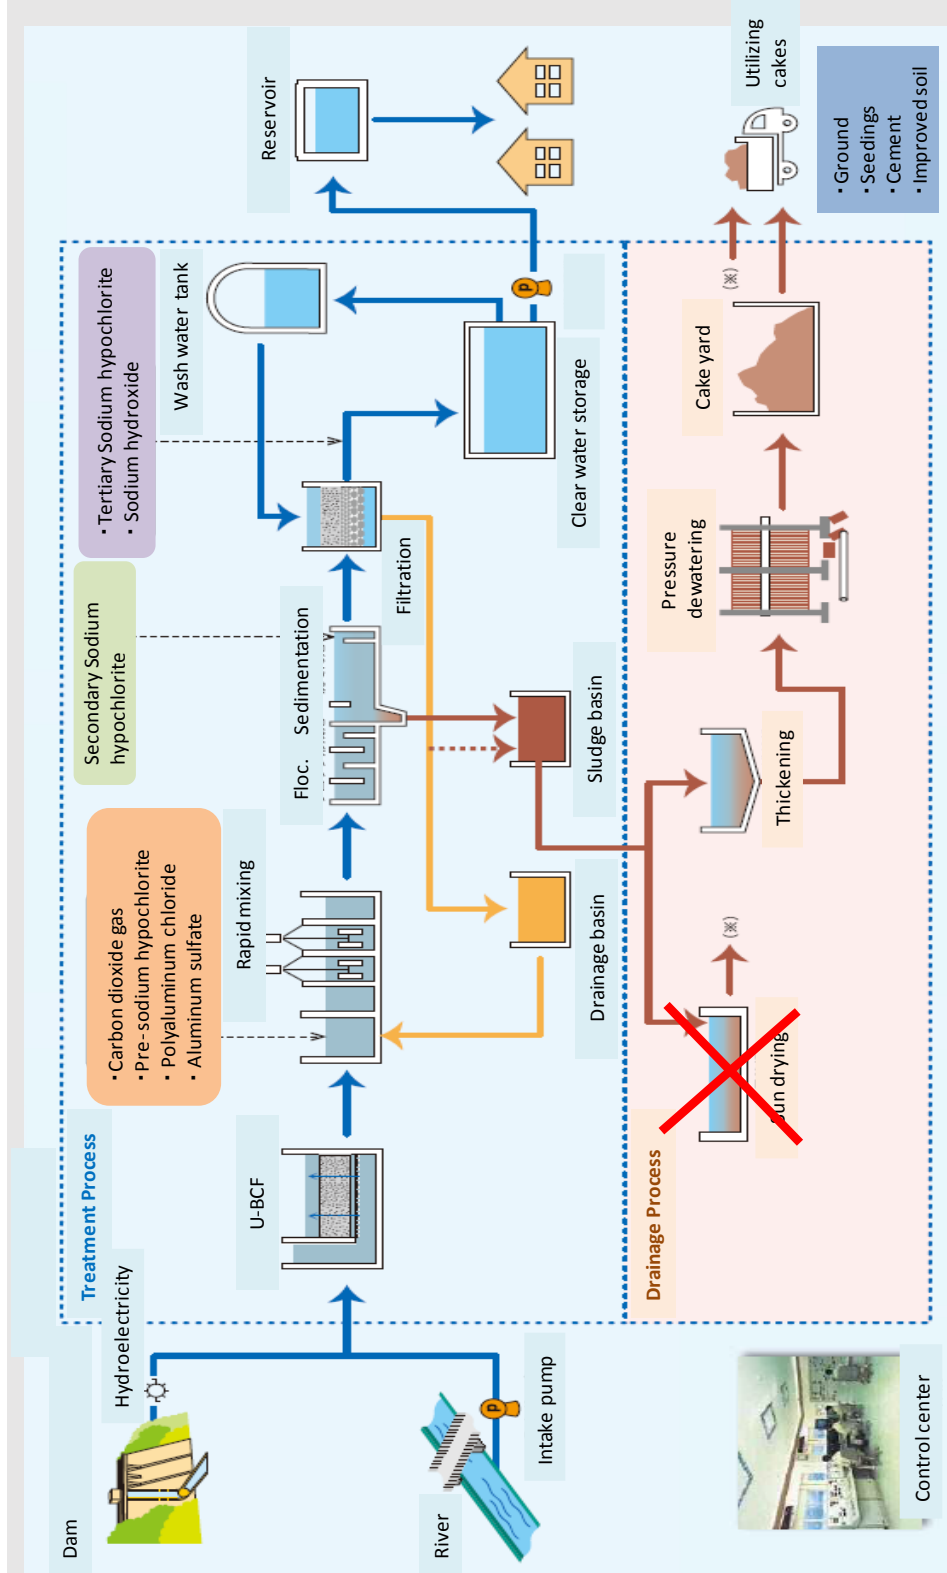 Dam
Hydroelectricity
River
Intake pump
Control center
Treatment Process
U-BCF
・Carbon dioxide gas
・Pre-sodium hypochlorite
・Polyaluminum chloride
・Aluminum sulfate
Rapid mixing
Secondary Sodium
hypochlorite
Floc.
Sedimentation
・Tertiary Sodium hypochlorite
・Sodium hydroxide
Filtration
Wash water tank
Clear water storage
P
P
Reservoir
Drainage basin
Sludge basin
Drainage Process
Sun drying
(※)
Thickening
Pressure
dewatering
Cake yard
(※)
Utilizing
cakes
・Ground
・Seedings
・Cement
・Improved soil